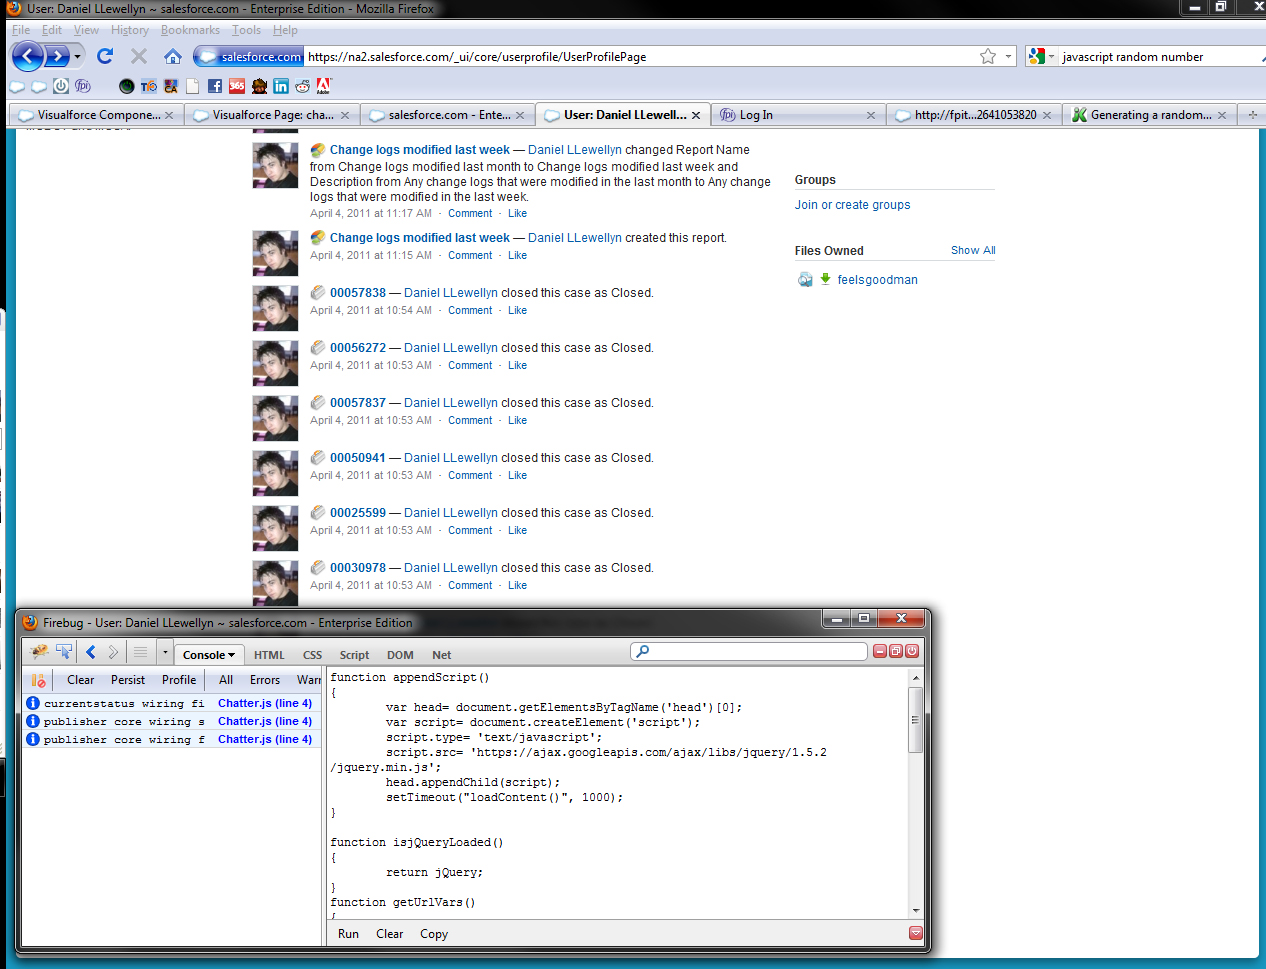 User: Daniel LLewellyn ~ salesforce.com - Enterprise Edition - Mozilla Firefox
File Edit View History Bookmarks Tools Help
salesforce.com https://na2.salesforce.com/_ui/core/userprofile/UserProfilePage javascript random number
Visualforce Compone... Visualforce Page: cha... salesforce.com - Ente... User: Daniel LLewell... Log In http://fpit...2641053820 Generating a random...
Change logs modified last week — Daniel LLewellyn changed Report Name
from Change logs modified last month to Change logs modified last week and
Description from Any change logs that were modified in the last month to Any change
logs that were modified in the last week.
April 4, 2011 at 11:17 AM · Comment · Like
Change logs modified last week — Daniel LLewellyn created this report.
April 4, 2011 at 11:15 AM · Comment · Like
00057838 — Daniel LLewellyn closed this case as Closed.
April 4, 2011 at 10:54 AM · Comment · Like
00056272 — Daniel LLewellyn closed this case as Closed.
April 4, 2011 at 10:53 AM · Comment · Like
00057837 — Daniel LLewellyn closed this case as Closed.
April 4, 2011 at 10:53 AM · Comment · Like
00050941 — Daniel LLewellyn closed this case as Closed.
April 4, 2011 at 10:53 AM · Comment · Like
00025599 — Daniel LLewellyn closed this case as Closed.
April 4, 2011 at 10:53 AM · Comment · Like
00030978 — Daniel LLewellyn closed this case as Closed.
April 4, 2011 at 10:53 AM · Comment · Like
Groups
Join or create groups
Files Owned Show All
feelsgoodman
Firebug - User: Daniel LLewellyn ~ salesforce.com - Enterprise Edition
Console HTML CSS Script DOM Net
Clear Persist Profile All Errors Warr
currentstatus wiring fi Chatter.js (line 4)
publisher core wiring s Chatter.js (line 4)
publisher core wiring f Chatter.js (line 4)
function appendScript()
{
var head= document.getElementsByTagName('head')[0];
var script= document.createElement('script');
script.type= 'text/javascript';
script.src= 'https://ajax.googleapis.com/ajax/libs/jquery/1.5.2
/jquery.min.js';
head.appendChild(script);
setTimeout("loadContent()", 1000);
}
function isjQueryLoaded()
{
return jQuery;
}
function getUrlVars()
{
Run Clear Copy